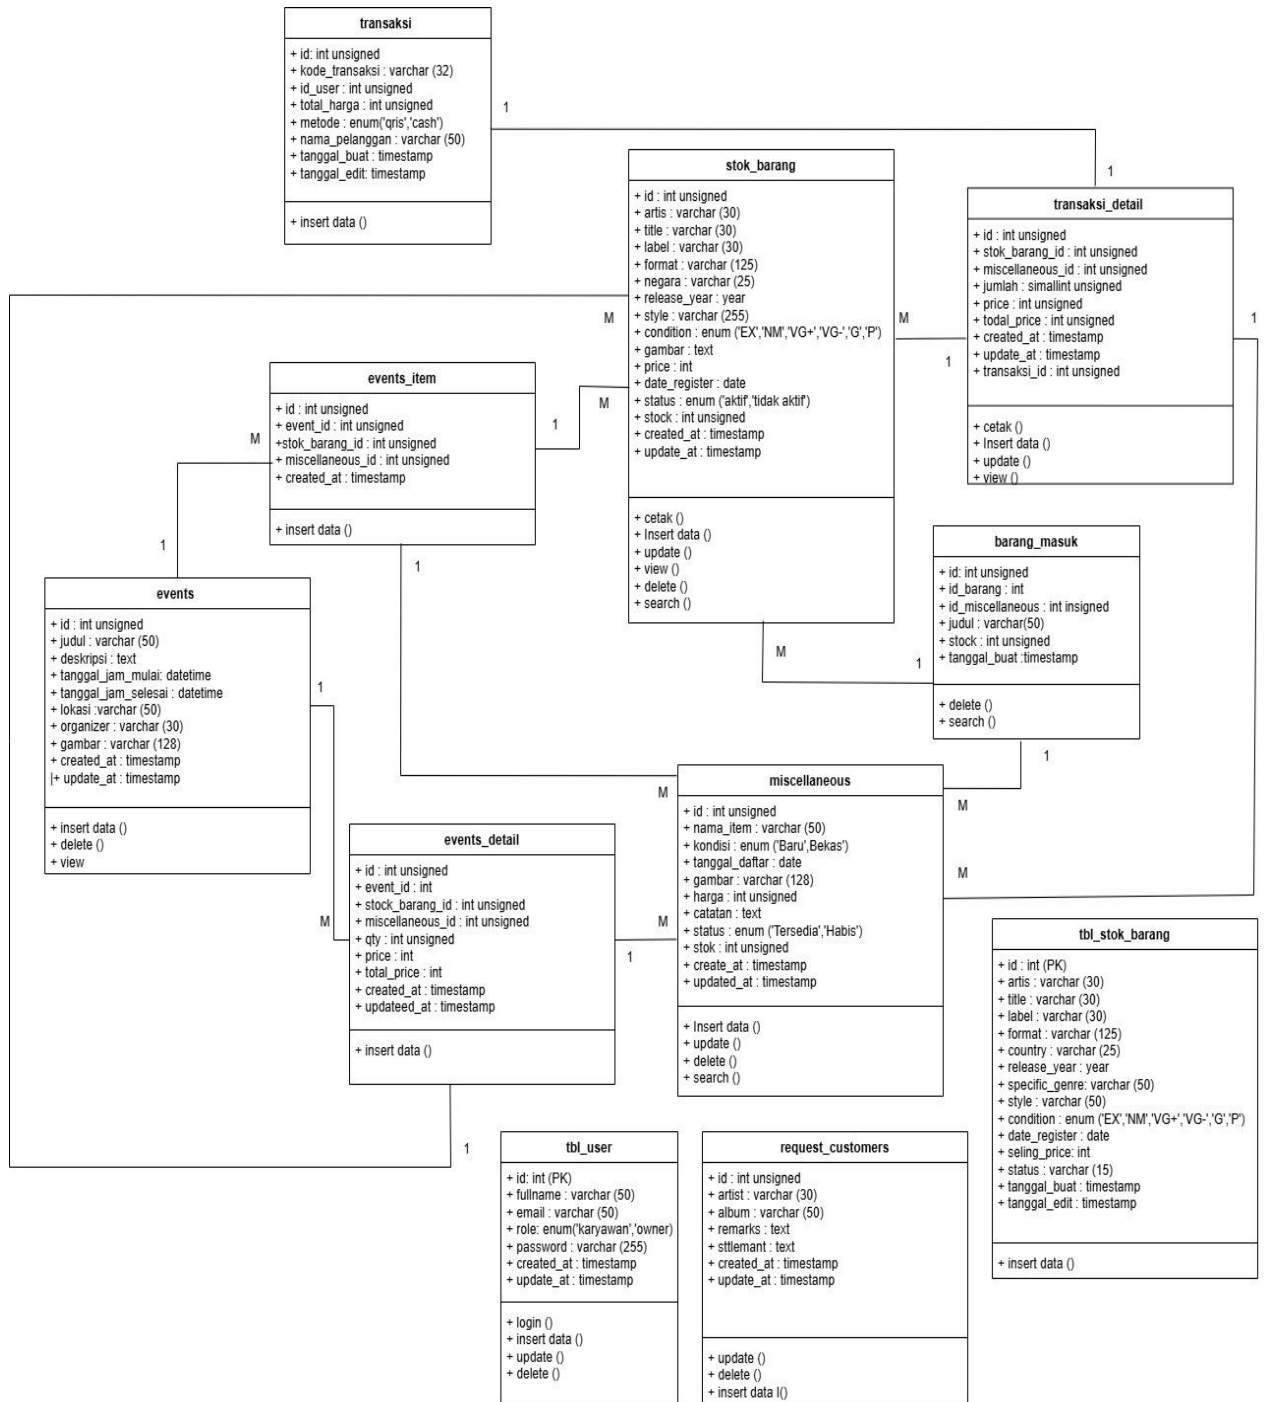 transaksi
+ id: int unsigned
+ kode_transaksi : varchar (32)
+ id_user : int unsigned
+ total_harga : int unsigned
+ metode : enum('qris','cash')
+ nama_pelanggan : varchar (50)
+ tanggal_buat : timestamp
+ tanggal_edit: timestamp
+ insert data ()
1
1
stok_barang
+ id : int unsigned
+ artis : varchar (30)
+ title : varchar (30)
+ label : varchar (30)
+ format : varchar (125)
+ negara : varchar (25)
+ release_year : year
+ style : varchar (255)
+ condition : enum ('EX','NM','VG+','VG-','G','P')
+ gambar : text
+ price : int
+ date_register : date
+ status : enum ('aktif','tidak aktif')
+ stock : int unsigned
+ created_at : timestamp
+ update_at : timestamp
+ cetak ()
+ Insert data ()
+ update ()
+ view ()
+ delete ()
+ search ()
transaksi_detail
+ id : int unsigned
+ stok_barang_id : int unsigned
+ miscellaneous_id : int unsigned
+ jumlah : simallint unsigned
+ price : int unsigned
+ todal_price : int unsigned
+ created_at : timestamp
+ update_at : timestamp
+ transaksi_id : int unsigned
+ cetak ()
+ Insert data ()
+ update ()
+ view ()
M
M
1
1
M
1
events_item
+ id : int unsigned
+ event_id : int unsigned
+stok_barang_id : int unsigned
+ miscellaneous_id : int unsigned
+ created_at : timestamp
+ insert data ()
M
1
1
barang_masuk
+ id: int unsigned
+ id_barang : int
+ id_miscellaneous : int insigned
+ judul : varchar(50)
+ stock : int unsigned
+ tanggal_buat :timestamp
+ delete ()
+ search ()
M
1
1
events
+ id : int unsigned
+ judul : varchar (50)
+ deskripsi : text
+ tanggal_jam_mulai: datetime
+ tanggal_jam_selesai : datetime
+ lokasi :varchar (50)
+ organizer : varchar (30)
+ gambar : varchar (128)
+ created_at : timestamp
|+ update_at : timestamp
+ insert data ()
+ delete ()
+ view
1
M
miscellaneous
+ id : int unsigned
+ nama_item : varchar (50)
+ kondisi : enum ('Baru',Bekas')
+ tanggal_daftar : date
+ gambar : varchar (128)
+ harga : int unsigned
+ catatan : text
+ status : enum ('Tersedia','Habis')
+ stok : int unsigned
+ create_at : timestamp
+ updated_at : timestamp
+ Insert data ()
+ update ()
+ delete ()
+ search ()
M
M
M
M
1
events_detail
+ id : int unsigned
+ event_id : int
+ stock_barang_id : int unsigned
+ miscellaneous_id : int unsigned
+ qty : int unsigned
+ price : int
+ total_price : int
+ created_at : timestamp
+ updateed_at : timestamp
+ insert data ()
1
tbl_stok_barang
+ id : int (PK)
+ artis : varchar (30)
+ title : varchar (30)
+ label : varchar (30)
+ format : varchar (125)
+ country : varchar (25)
+ release_year : year
+ specific_genre: varchar (50)
+ style : varchar (50)
+ condition : enum ('EX','NM','VG+','VG-','G','P')
+ date_register : date
+ seling_price: int
+ status : varchar (15)
+ tanggal_buat : timestamp
+ tanggal_edit : timestamp
+ insert data ()
tbl_user
+ id: int (PK)
+ fullname : varchar (50)
+ email : varchar (50)
+ role: enum('karyawan','owner)
+ password : varchar (255)
+ created_at : timestamp
+ update_at : timestamp
+ login ()
+ insert data ()
+ update ()
+ delete ()
request_customers
+ id : int unsigned
+ artist : varchar (30)
+ album : varchar (50)
+ remarks : text
+ sttlemant : text
+ created_at : timestamp
+ update_at : timestamp
+ update ()
+ delete ()
+ insert data l()